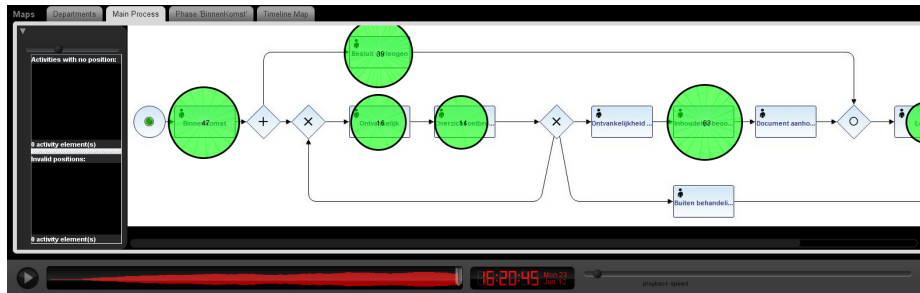 Maps
Departments
Main Process
Phase 'BinnenKomst'.
Timeline Map
Activities with no position:
0 activity element(s)
Invalid positions:
0 activity element(s)
39
47
Binnenkomst
16
Ontvankelijk
14
Ontvankelijkheid ...
63
Document aanho...
Buiten behandeli...
16:20:45
Mon 23
Jan 12
playback speed